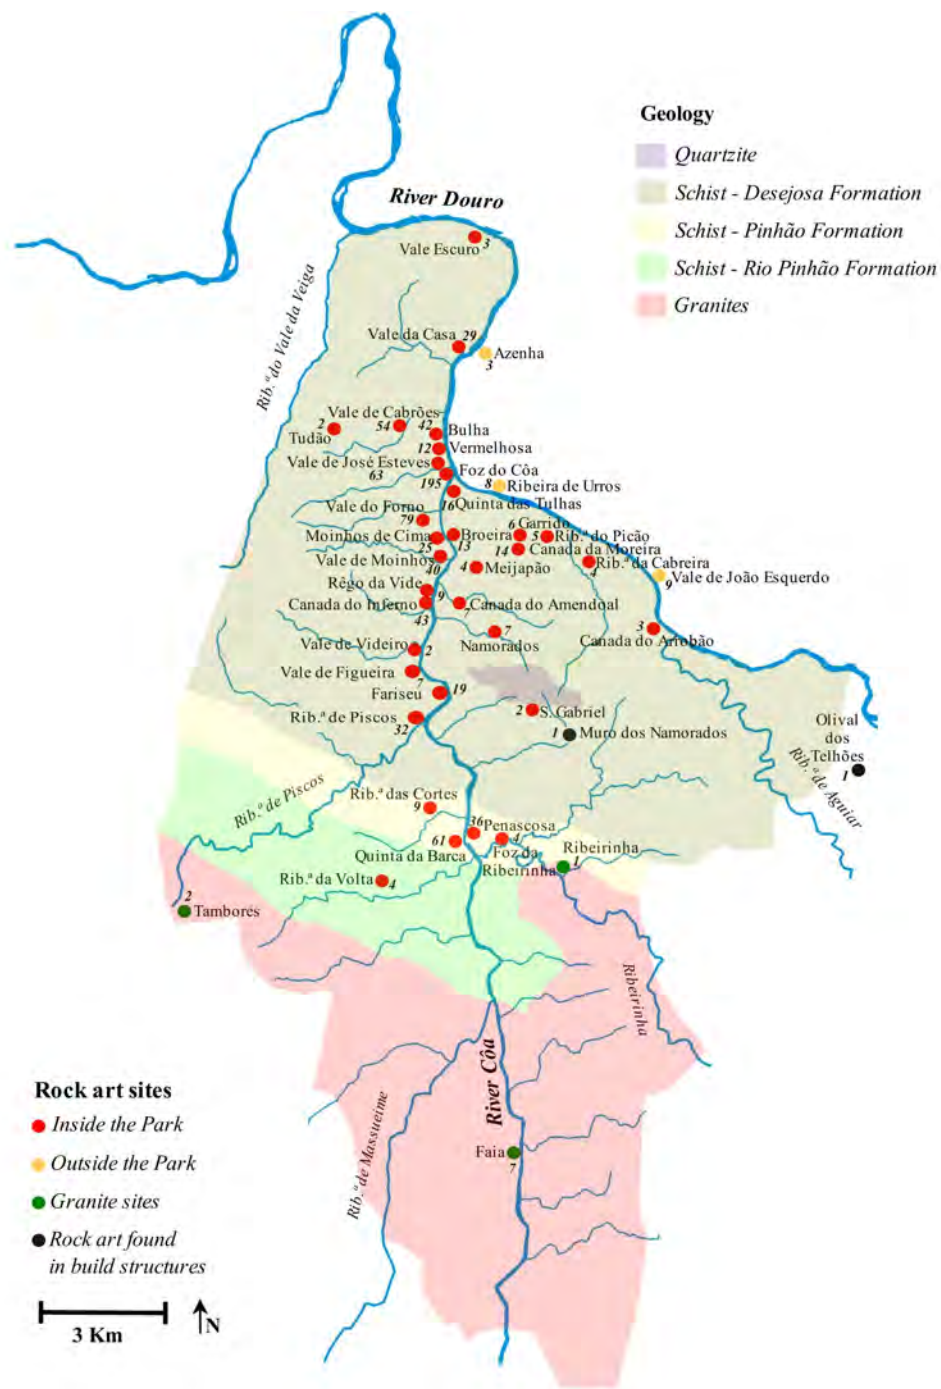 Geology
Quartzite
Schist - Desejosa Formation
Schist - Pinhão Formation
Schist - Rio Pinhão Formation
Granites
River Douro
3
Vale Escuro
Rib.ª do Vale da Veiga
Vale da Casa 29
Azenha
3
Vale de Cabrões
2
54
42
Tudão
Bulha
12
Vermelhosa
Vale de José Esteves
63
Foz do Côa
195
8
Ribeira de Urros
16
Quinta das Tulhas
Vale do Forno
79
6
Garrido
Moinhos de Cima
25
Broeira
13
5
Rib.ª do Picão
14
Canada da Moreira
Vale de Moinhos
40
4
Meijapão
Rib.ª da Cabreira
4
Vale de João Esquerdo
9
Rêgo da Vide
9
Canada do Inferno
43
Canada do Amendoal
7
3
Canada do Arrobão
7
Namorados
Vale de Videiro
2
Vale de Figueira
7
Fariseu
19
Rib.ª de Piscos
32
2
S. Gabriel
1
Muro dos Namorados
Olival
dos
Telhões
1
Rib.ª de Aguiar
Rib.ª de Piscos
Rib.ª das Cortes
9
36
Penascosa
61
4
Quinta da Barca
Foz da
Ribeirinha
Ribeirinha
1
Rib.ª da Volta
4
2
Tambores
Ribeirinha
River Côa
Rib.ª de Massueime
Faia
7
Rock art sites
Inside the Park
Outside the Park
Granite sites
Rock art found
in build structures
3 Km
N